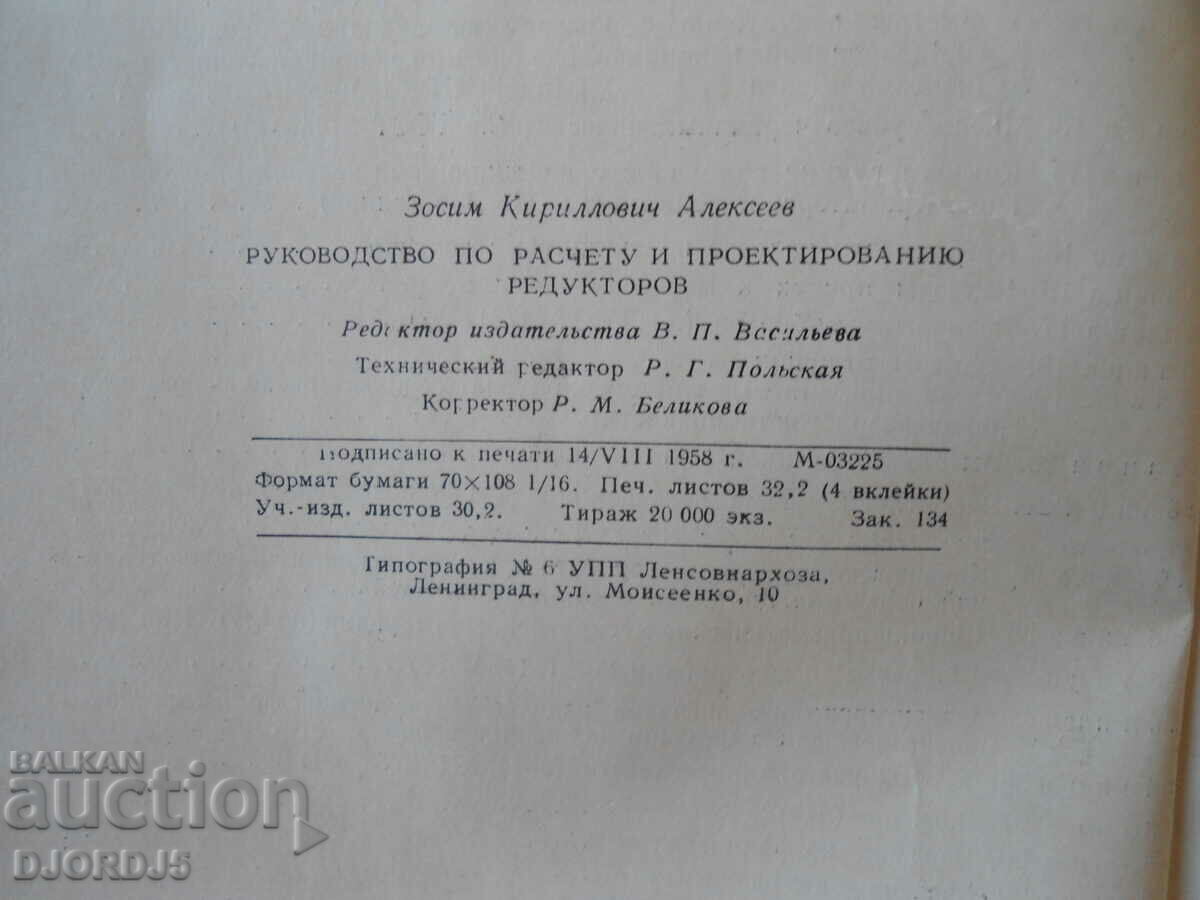 Зосим Кириллович Алексеев
РУКОВОДСТВО ПО РАСЧЕТУ И ПРОЕКТИРОВАНИЮ
РЕДУКТОРОВ
Редактор издательства В. П. Васильева
Технический редактор Р. Г. Польская
Корректор Р. М. Беликова
Подписано к печати 14/VIII 1958 г. М-03225
Формат бумаги 70×108 1/16. Печ. листов 32,2 (4 вклейки)
Уч.-изд. листов 30,2. Тираж 20 000 экз. Зак. 134
Типография № 6 УПП Ленсовнархоза,
Ленинград, ул. Моисеенко, 10
BALKAN
auction
DJORDJ5